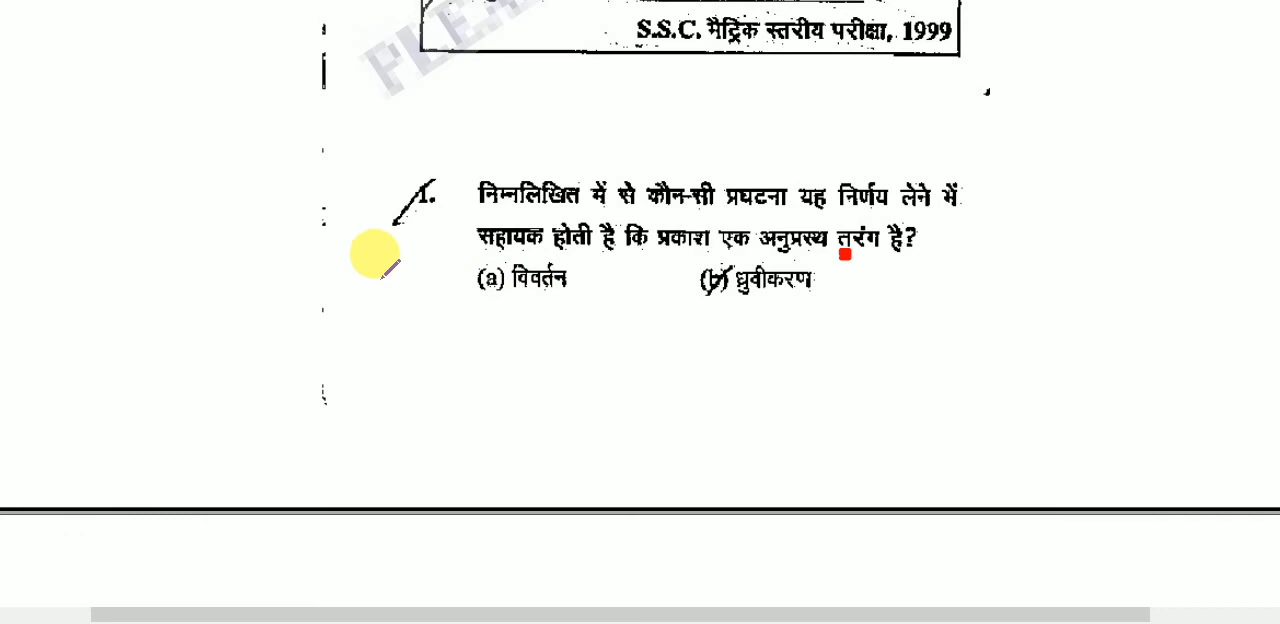 S.S.C. मैट्रिक स्तरीय परीक्षा, 1999
1. निम्नलिखित में से कौन-सी प्रघटना यह निर्णय लेने में
सहायक होती है कि प्रकाश एक अनुप्रस्थ तरंग है?
(a) विवर्तन (b) ध्रुवीकरण